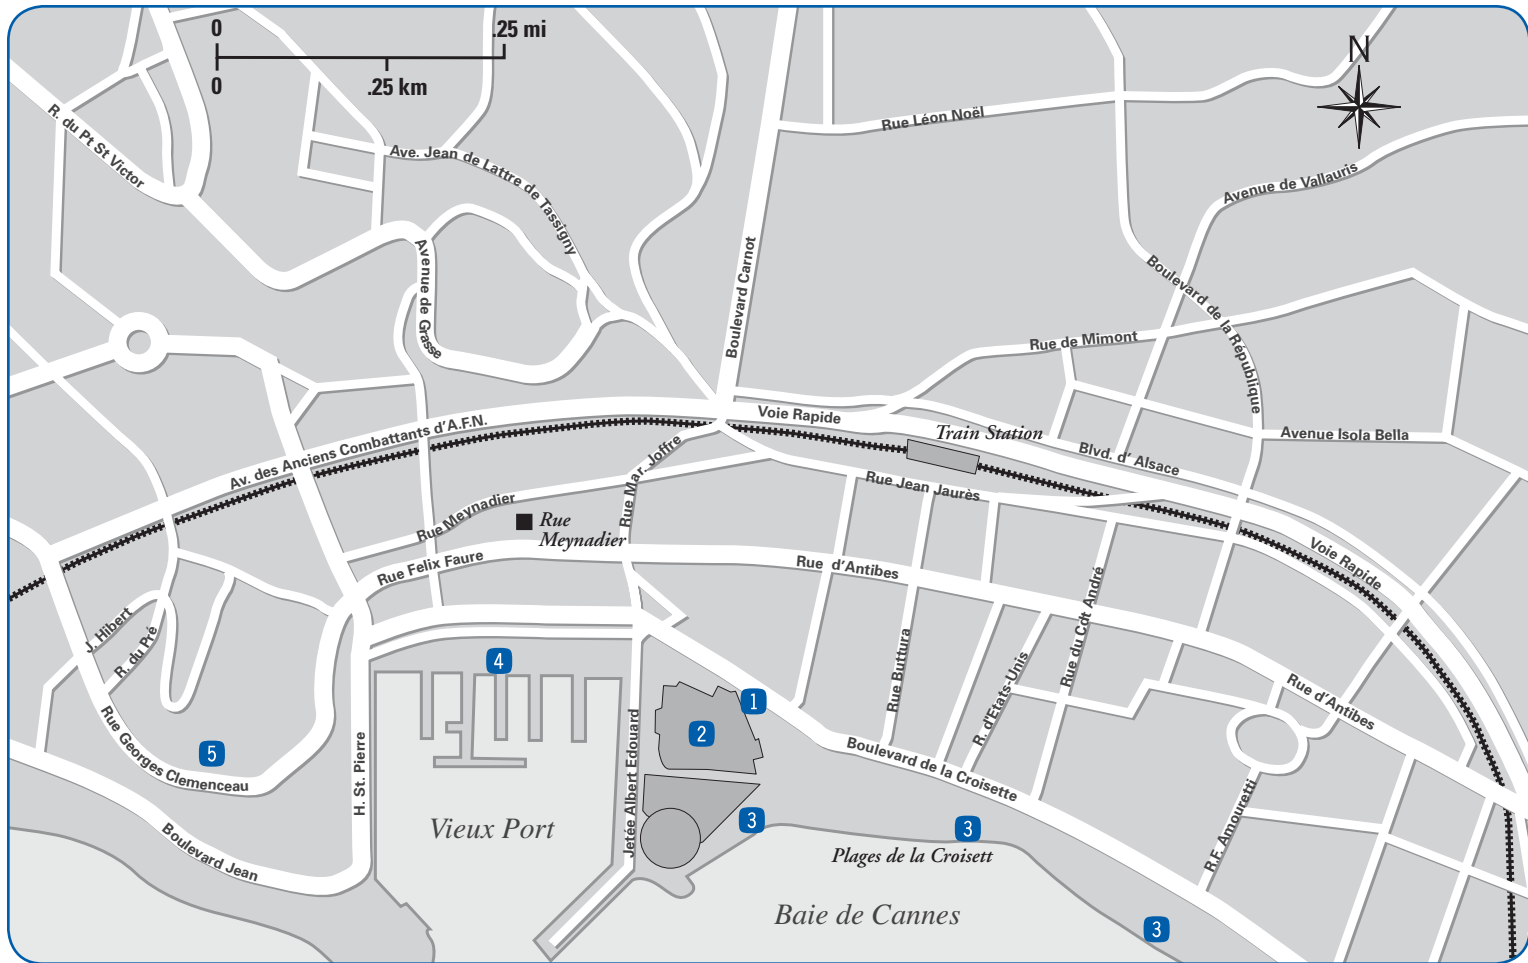 0
.25 mi
0
.25 km
N
R. du Pt St Victor
Ave. Jean de Lattre de Tassigny
Rue Léon Noël
Avenue de Vallauris
Avenue de Grasse
Boulevard Carnot
Boulevard de la République
Rue de Mimont
Voie Rapide
Train Station
Avenue Isola Bella
Blvd. d' Alsace
Av. des Anciens Combattants d'A.F.N.
Rue Mar. Joffre
Rue Jean Jaurès
Rue Meynadier
Rue
Meynadier
Voie Rapide
Rue Felix Faure
Rue d'Antibes
Rue du Cdt André
J. Hibert
R. du Pré
Rue Buttura
R. d'Etats-Unis
Rue d'Antibes
4
1
2
5
Rue Georges Clemenceau
H. St. Pierre
Jetée Albert Edouard
Boulevard de la Croisette
R.F. Amouretti
Vieux Port
3
3
Plages de la Croisett
Boulevard Jean
Baie de Cannes
3